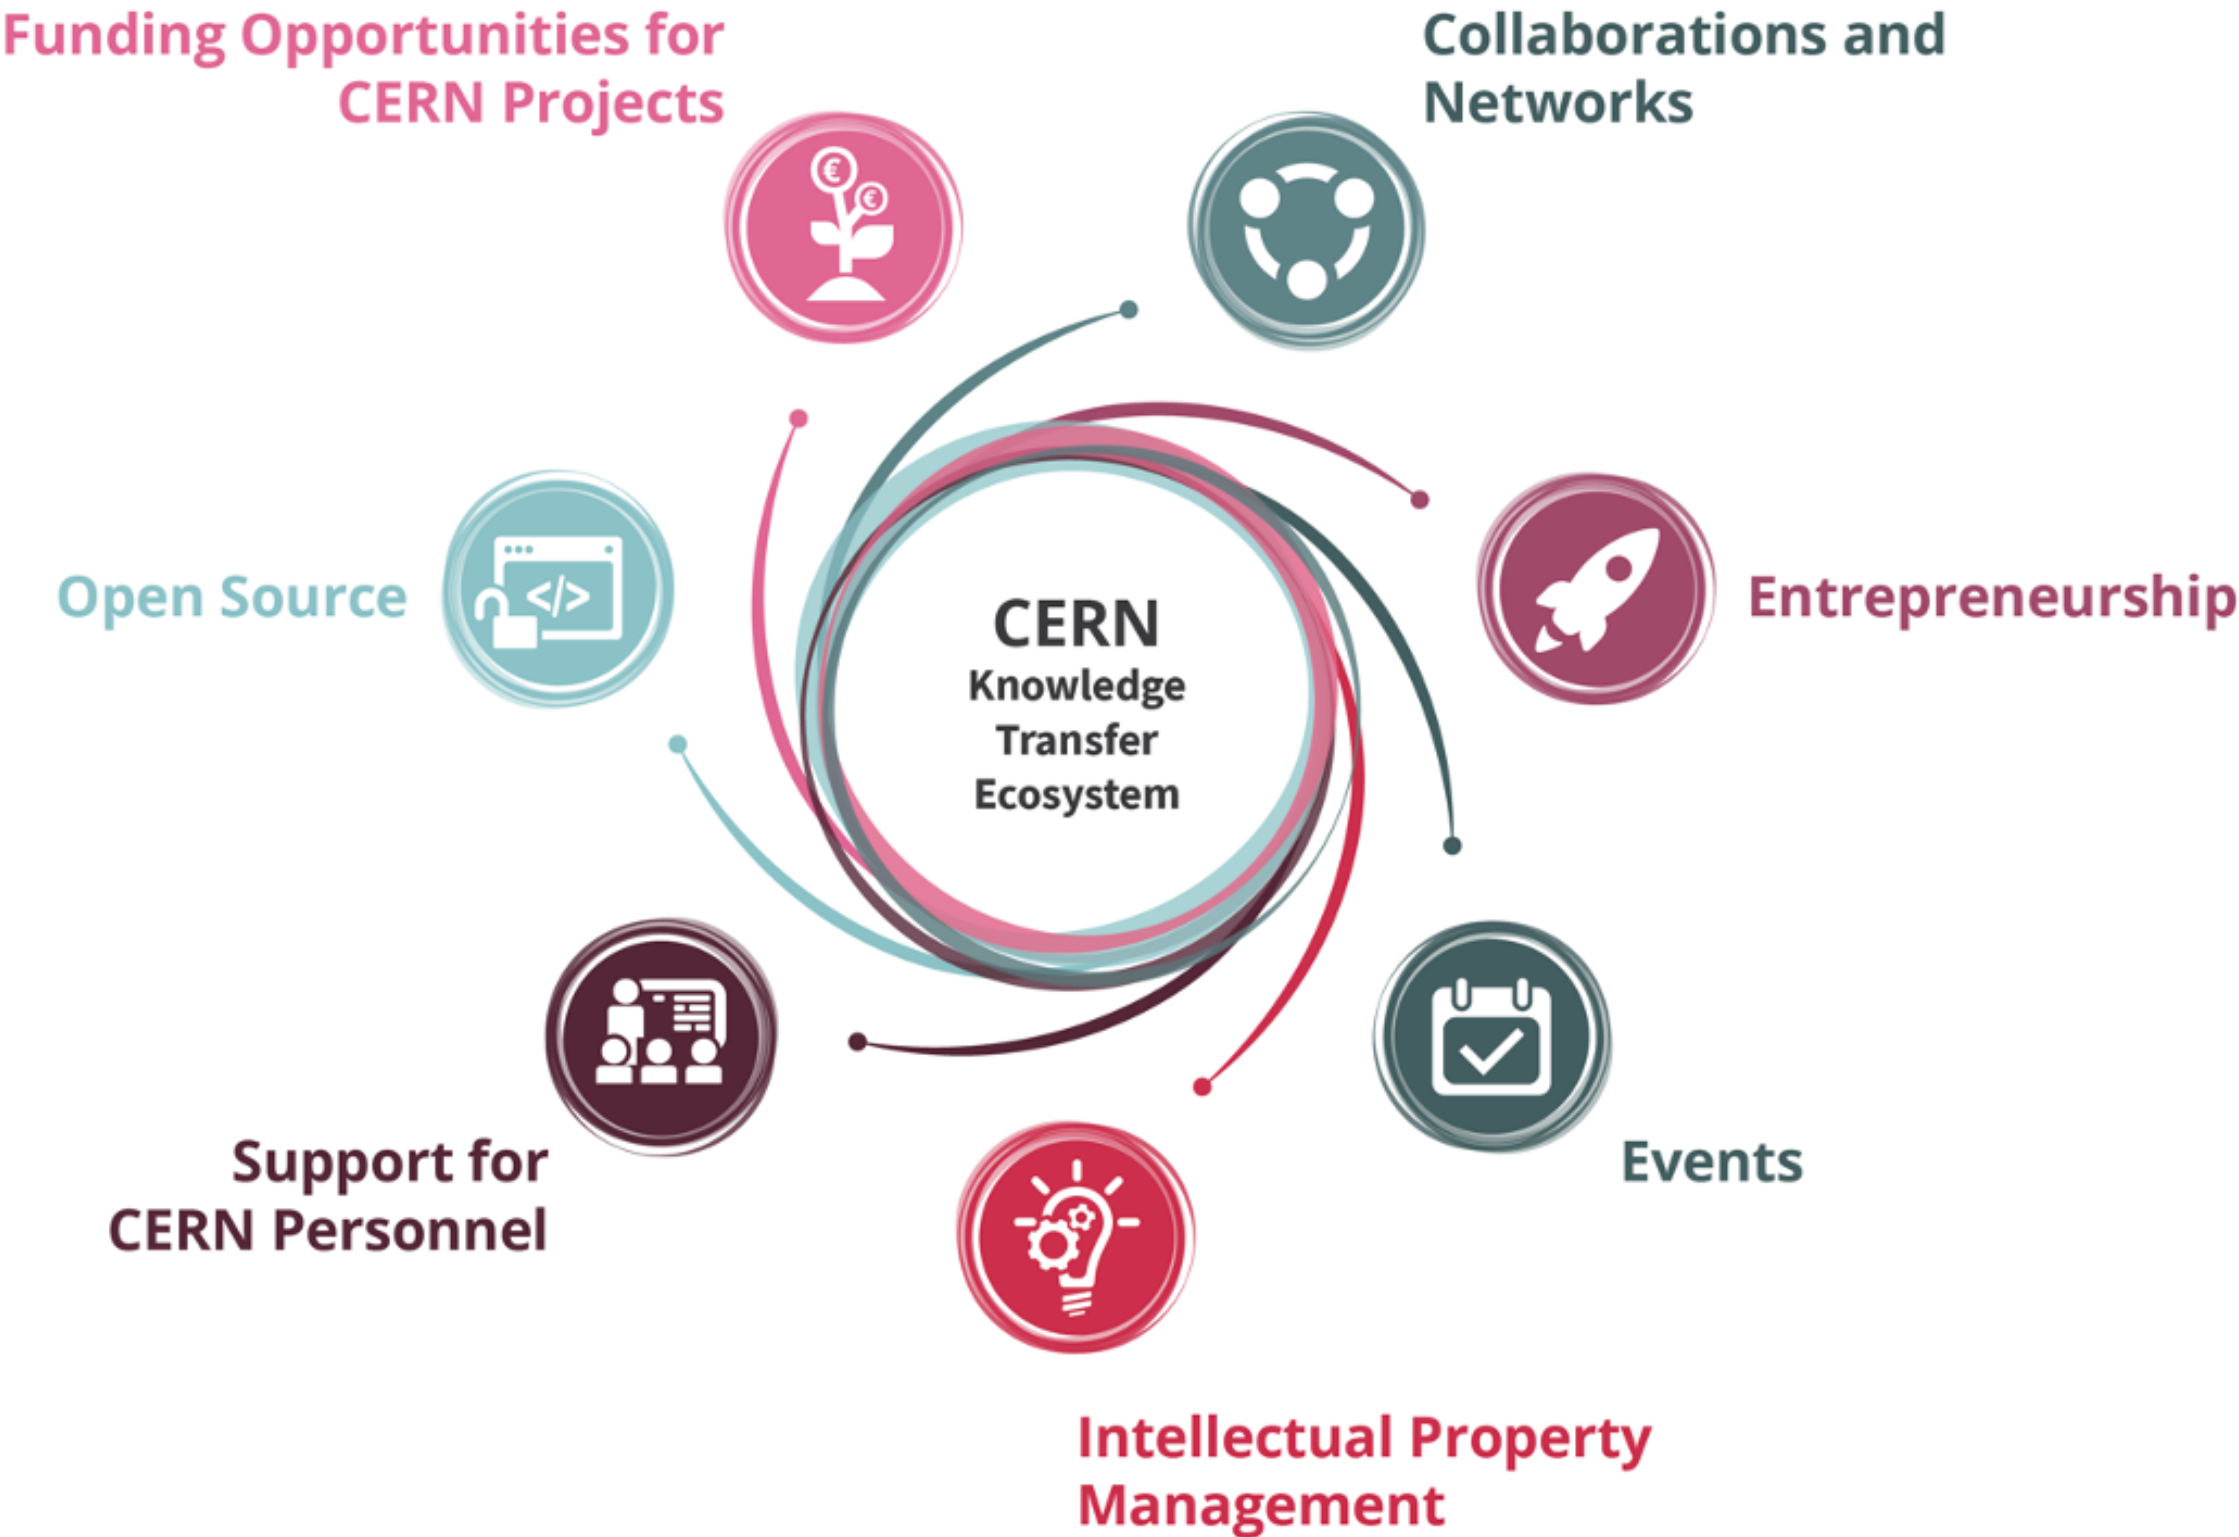 Funding Opportunities for
CERN Projects
Collaborations and
Networks
€
€
Open Source
</>
CERN
Knowledge
Transfer
Ecosystem
Entrepreneurship
Support for
CERN Personnel
Events
Intellectual Property
Management